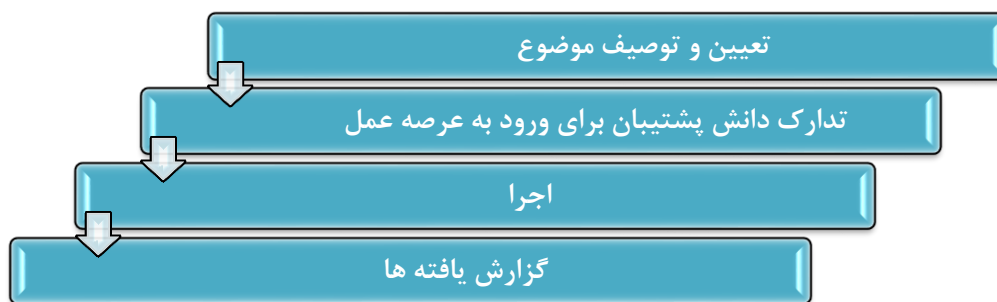 تعیین و توصیف موضوع
تدارک دانش پشتیبان برای ورود به عرصه عمل
اجرا
گزارش یافته ها